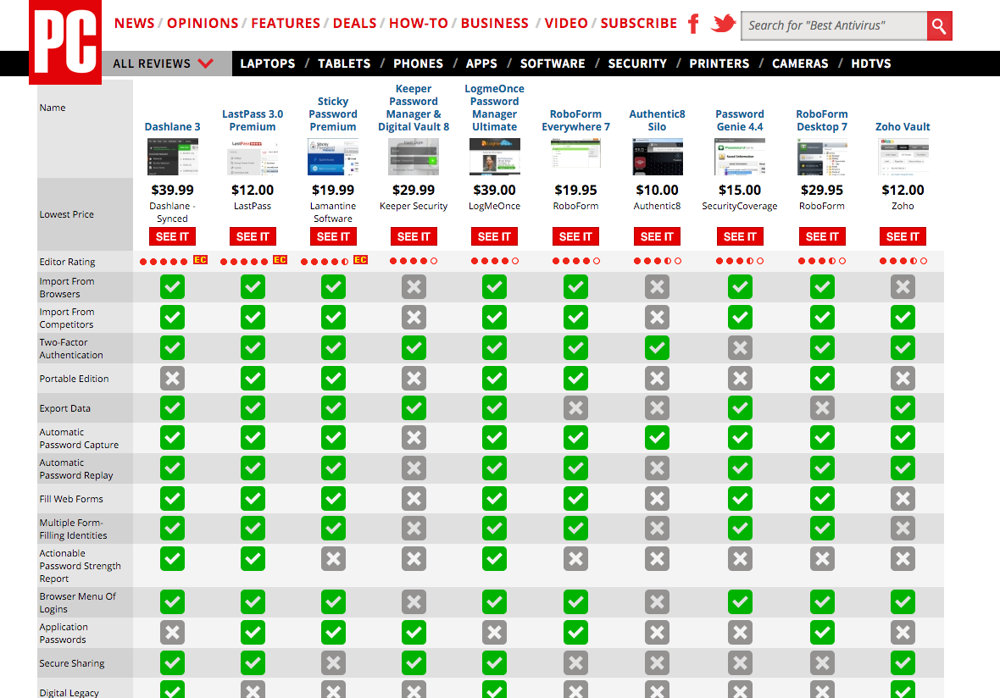 PC
NEWS / OPINIONS / FEATURES / DEALS / HOW-TO / BUSINESS / VIDEO / SUBSCRIBE
Search for "Best Antivirus"
ALL REVIEWS
LAPTOPS / TABLETS / PHONES / APPS / SOFTWARE / SECURITY / PRINTERS / CAMERAS / HDTVS
Name
Dashlane 3
LastPass 3.0
Premium
Sticky
Password
Premium
Keeper
Password
Manager &
Digital Vault 8
LogmeOnce
Password
Manager
Ultimate
RoboForm
Everywhere 7
Authentic8
Silo
Password
Genie 4.4
RoboForm
Desktop 7
Zoho Vault
Lowest Price
$39.99
Dashlane -
Synced
SEE IT
$12.00
LastPass
SEE IT
$19.99
Lamantine
Software
SEE IT
$29.99
Keeper Security
SEE IT
$39.00
LogMeOnce
SEE IT
$19.95
RoboForm
SEE IT
$10.00
Authentic8
SEE IT
$15.00
SecurityCoverage
SEE IT
$29.95
RoboForm
SEE IT
$12.00
Zoho
SEE IT
Editor Rating
EC
EC
EC
Import From
Browsers
Import From
Competitors
Two-Factor
Authentication
Portable Edition
Export Data
Automatic
Password Capture
Automatic
Password Replay
Fill Web Forms
Multiple Form-
Filling Identities
Actionable
Password Strength
Report
Browser Menu Of
Logins
Application
Passwords
Secure Sharing
Digital Legacy